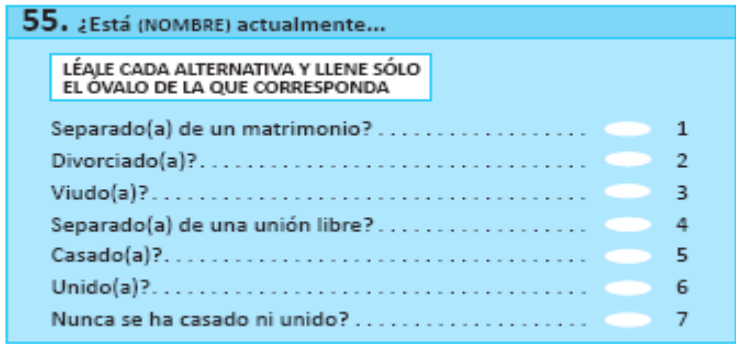 55. ¿Está (NOMBRE) actualmente...
LÉALE CADA ALTERNATIVA Y LLENE SÓLO
EL ÓVALO DE LA QUE CORRESPONDA
Separado(a) de un matrimonio? . . . . . . . . . . . . . . . . . . . 1
Divorciado(a)?. . . . . . . . . . . . . . . . . . . . . . . . . . . . . . . . . . . 2
Viudo(a)?. . . . . . . . . . . . . . . . . . . . . . . . . . . . . . . . . . . . . . . 3
Separado(a) de una unión libre? . . . . . . . . . . . . . . . . . . . 4
Casado(a)?. . . . . . . . . . . . . . . . . . . . . . . . . . . . . . . . . . . . . . 5
Unido(a)?. . . . . . . . . . . . . . . . . . . . . . . . . . . . . . . . . . . . . . . 6
Nunca se ha casado ni unido? . . . . . . . . . . . . . . . . . . . . . 7